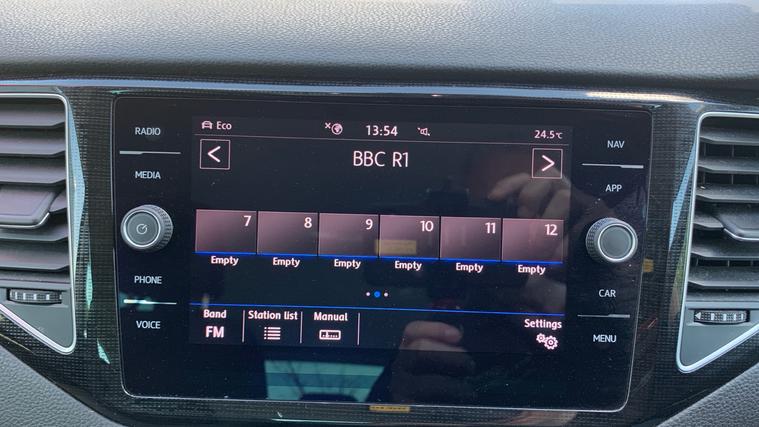 RADIO
MEDIA
PHONE
VOICE
Eco 13:54 24.5°C
< BBC R1 >
7 8 9 10 11 12
Empty Empty Empty Empty Empty Empty
Band Station list Manual Settings
FM
NAV
APP
CAR
MENU